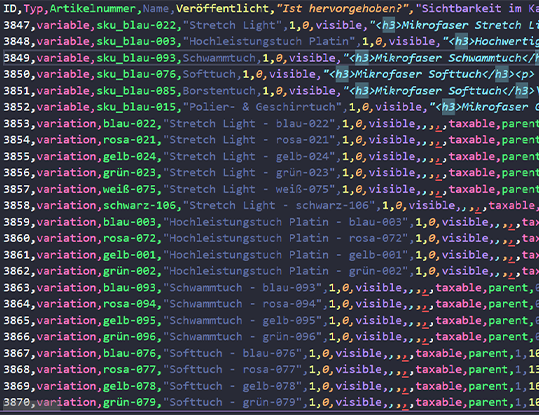 ID,Typ,Artikelnummer,Name,Veröffentlicht,"Ist hervorgehoben?","Sichtbarkeit im Ka
3847,variable,sku_blau-022,"Stretch Light",1,0,visible,"<h3>Mikrofaser Stretch Li
3848,variable,sku_blau-003,"Hochleistungstuch Platin",1,0,visible,"<h3>Hochwertig
3849,variable,sku_blau-093,Schwammtuch,1,0,visible,"<h3>Mikrofaser Schwammtuch</h
3850,variable,sku_blau-076,Softtuch,1,0,visible,"<h3>Mikrofaser Softtuch</h3><p>
3851,variable,sku_blau-085,Borstentuch,1,0,visible,"<h3>Mikrofaser Softtuch</h3>
3852,variable,sku_blau-015,"Polier- & Geschirrtuch",1,0,visible,"<h3>Mikrofaser
3853,variation,blau-022,"Stretch Light - blau-022",1,0,visible,,,,,taxable,parent
3854,variation,rosa-021,"Stretch Light - rosa-021",1,0,visible,,,,,taxable,parent
3856,variation,gelb-024,"Stretch Light - gelb-024",1,0,visible,,,,,taxable,parent
3856,variation,grün-023,"Stretch Light - grün-023",1,0,visible,,,,,taxable,parent
3857,variation,weiß-075,"Stretch Light - weiß-075",1,0,visible,,,,,taxable,parent
3858,variation,schwarz-106,"Stretch Light - schwarz-106",1,0,visible,,,,,taxable,
3859,variation,blau-003,"Hochleistungstuch Platin - blau-003",1,0,visible,,,,,tax
3860,variation,rosa-072,"Hochleistungstuch Platin - rosa-072",1,0,visible,,,,,tax
3861,variation,gelb-001,"Hochleistungstuch Platin - gelb-001",1,0,visible,,,,,tax
3862,variation,grün-002,"Hochleistungstuch Platin - grün-002",1,0,visible,,,,,tax
3863,variation,blau-093,"Schwammtuch - blau-093",1,0,visible,,,,,taxable,parent,0
3864,variation,rosa-094,"Schwammtuch - rosa-094",1,0,visible,,,,,taxable,parent,
3865,variation,gelb-095,"Schwammtuch - gelb-095",1,0,visible,,,,,taxable,parent,
3866,variation,grün-096,"Schwammtuch - grün-096",1,0,visible,,,,,taxable,parent,
3867,variation,blau-076,"Softtuch - blau-076",1,0,visible,,,,,taxable,parent,1,10
3868,variation,rosa-077,"Softtuch - rosa-077",1,0,visible,,,,,taxable,parent,1,13
3869,variation,gelb-078,"Softtuch - gelb-078",1,0,visible,,,,,taxable,parent,1,16
3870,variation,grün-079,"Softtuch - grün-079",1,0,visible,,,,,taxable,parent,1,10